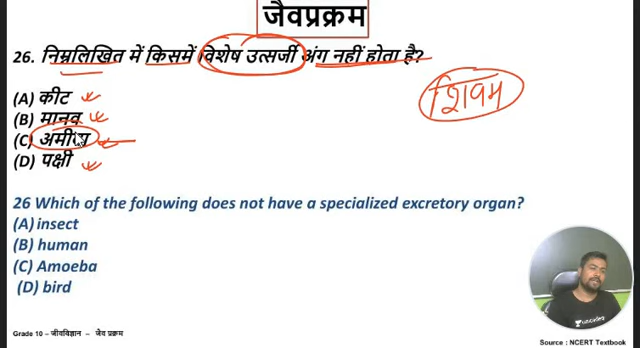 जैवप्रक्रम
26. निम्नलिखित में किसमें विशेष उत्सर्जी अंग नहीं होता है?
शिवम
(A) कीट
(B) मानव
(C) अमीबा
(D) पक्षी
26 Which of the following does not have a specialized excretory organ?
(A) insect
(B) human
(C) Amoeba
(D) bird
Grade 10 – जीवविज्ञान – जैव प्रक्रम
Source : NCERT Textbook